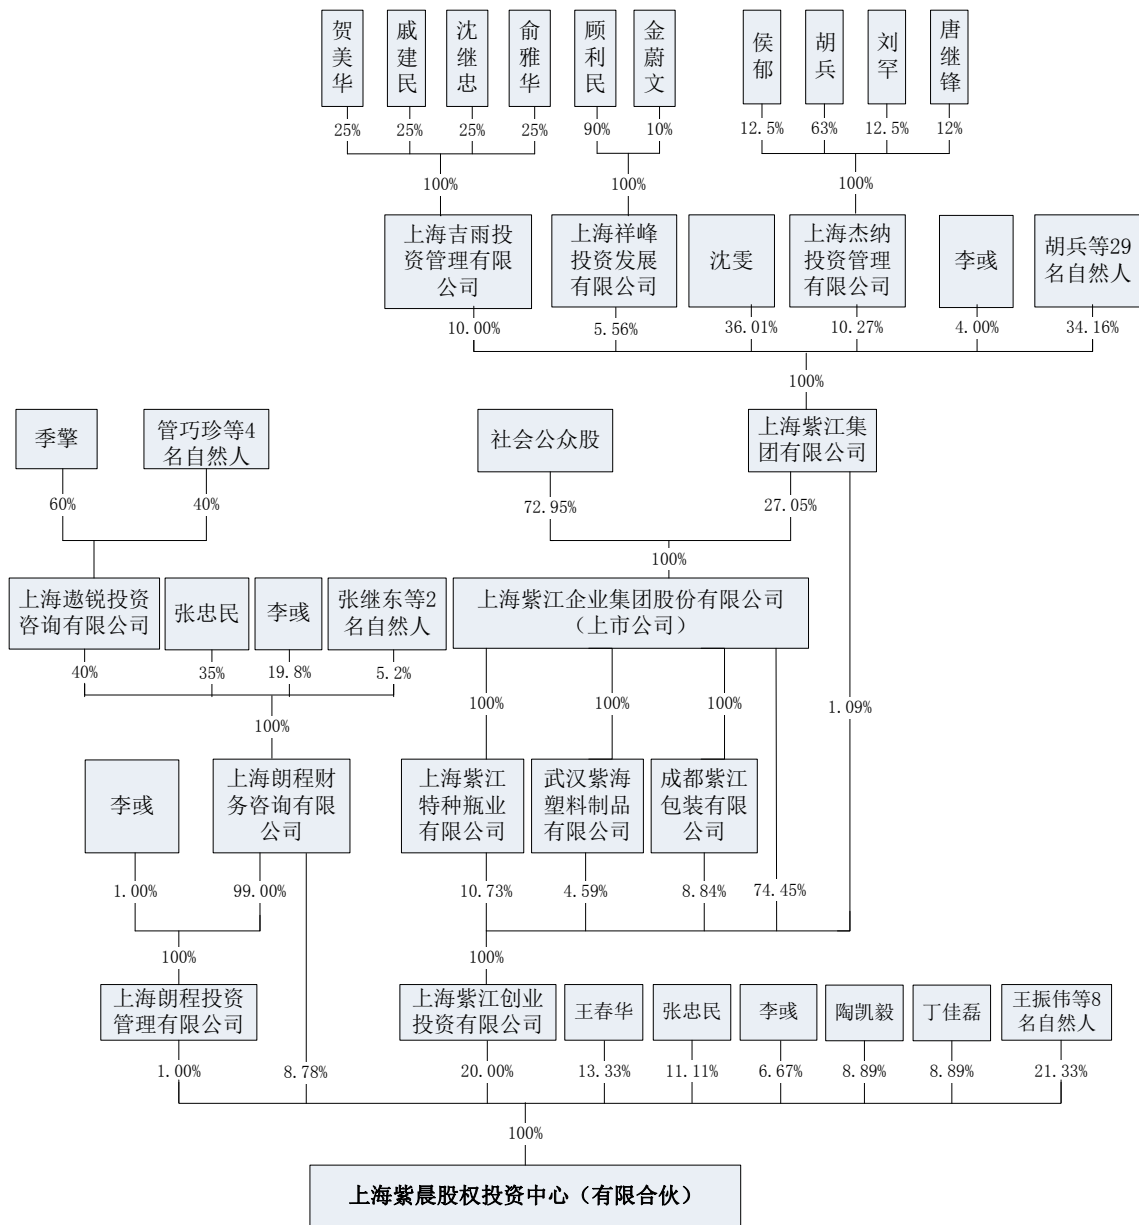 贺美华
戚建民
沈继忠
俞雅华
顾利民
金蔚文
侯郁
胡兵
刘罕
唐继锋
25%
25%
25%
25%
90%
10%
12.5%
63%
12.5%
12%
100%
100%
100%
上海吉雨投
资管理有限
公司
上海祥峰
投资发展
有限公司
沈雯
上海杰纳
投资管理
有限公司
李彧
胡兵等29
名自然人
10.00%
5.56%
36.01%
10.27%
4.00%
34.16%
100%
季擎
管巧珍等4
名自然人
社会公众股
上海紫江集
团有限公司
60%
40%
72.95%
27.05%
100%
上海遨锐投资
咨询有限公司
张忠民
李彧
张继东等2
名自然人
上海紫江企业集团股份有限公司
（上市公司）
40%
35%
19.8%
5.2%
100%
100%
100%
100%
1.09%
李彧
上海朗程财
务咨询有限
公司
上海紫江
特种瓶业
有限公司
武汉紫海
塑料制品
有限公司
成都紫江
包装有限
公司
1.00%
99.00%
10.73%
4.59%
8.84%
74.45%
100%
100%
上海朗程投资
管理有限公司
上海紫江创业
投资有限公司
王春华
张忠民
李彧
陶凯毅
丁佳磊
王振伟等8
名自然人
1.00%
8.78%
20.00%
13.33%
11.11%
6.67%
8.89%
8.89%
21.33%
100%
上海紫晨股权投资中心（有限合伙）